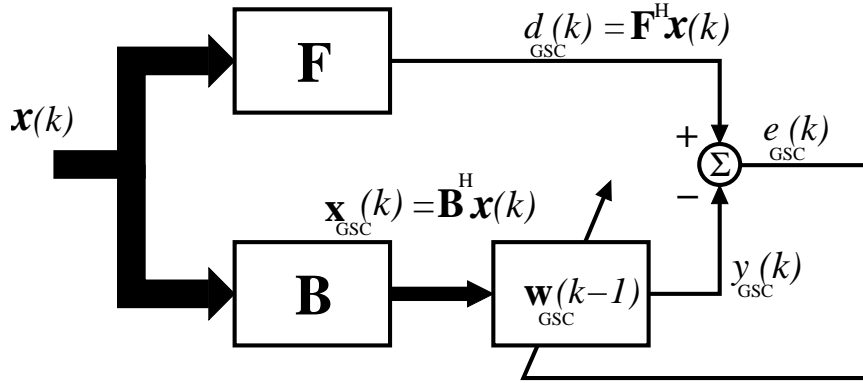 d_GSC(k) = F^H x(k)
F
x(k)
+
e_GSC(k)
Σ
−
x_GSC(k) = B^H x(k)
B
w_GSC(k−1)
y_GSC(k)